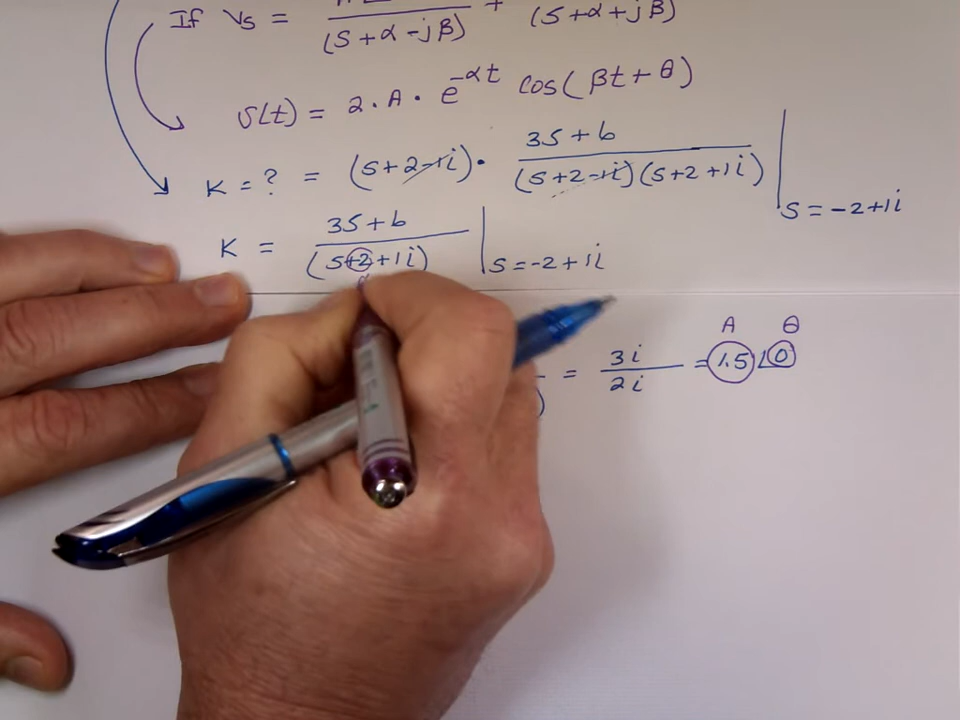 If Vs = / (S+α-jβ) + (S+α+jβ)
v(t) = 2·A·e^-αt cos(βt+θ)
K = ? = (s+2-1i)· 3S+6 / (s+2-1i)(s+2+1i) | S=-2+1i
K = 3S+6 / (s+2+1i) | S=-2+1i
A θ
) = 3i / 2i = 1.5∠0